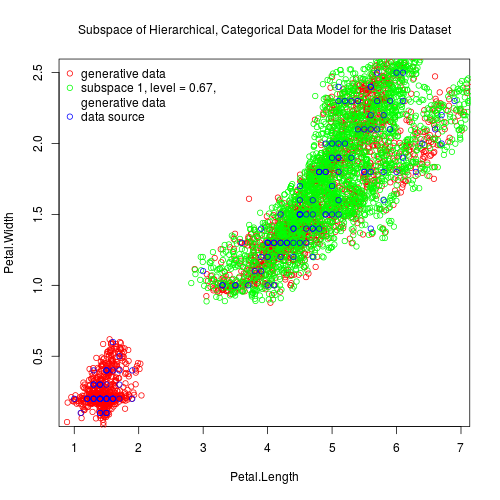 Subspace of Hierarchical, Categorical Data Model for the Iris Dataset
generative data
subspace 1, level = 0.67,
generative data
data source
2.5
2.0
1.5
1.0
0.5
Petal.Width
1 2 3 4 5 6 7
Petal.Length